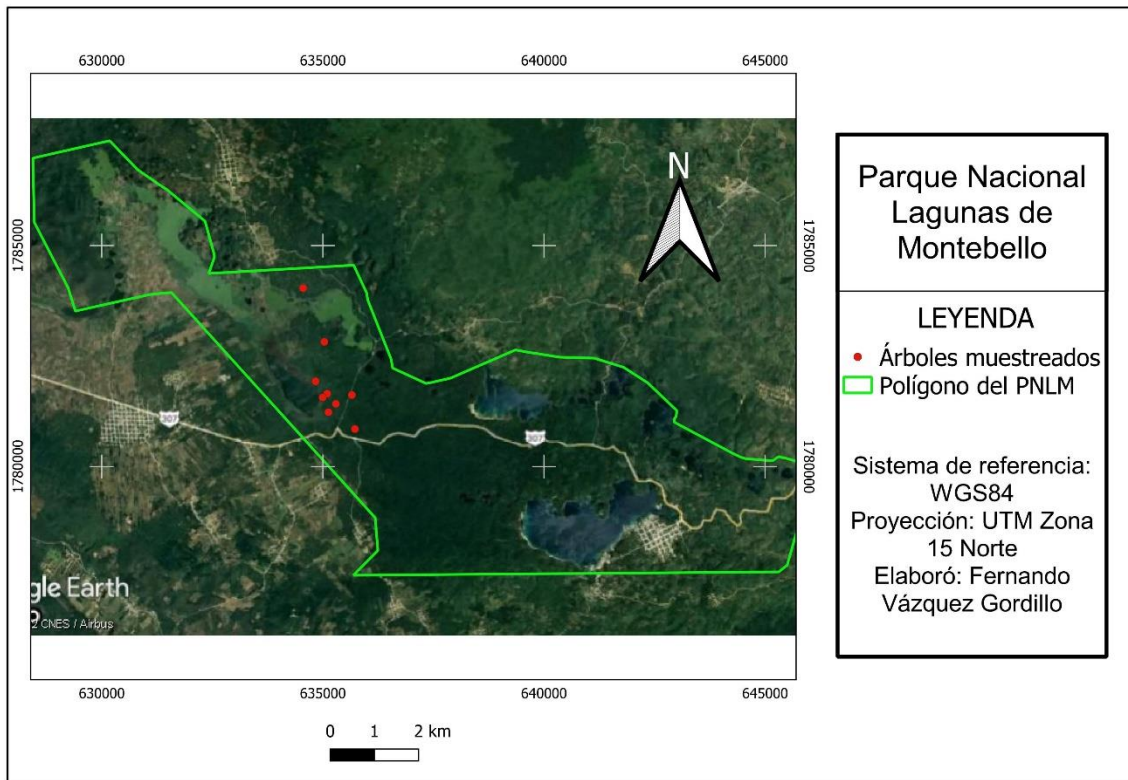 630000 635000 640000 645000
1785000 1785000
1780000 1780000
N
307
307
gle Earth
2 CNES / Airbus
630000 635000 640000 645000
0 1 2 km
Parque Nacional
Lagunas de
Montebello
LEYENDA
Árboles muestreados
Polígono del PNLM
Sistema de referencia:
WGS84
Proyección: UTM Zona
15 Norte
Elaboró: Fernando
Vázquez Gordillo